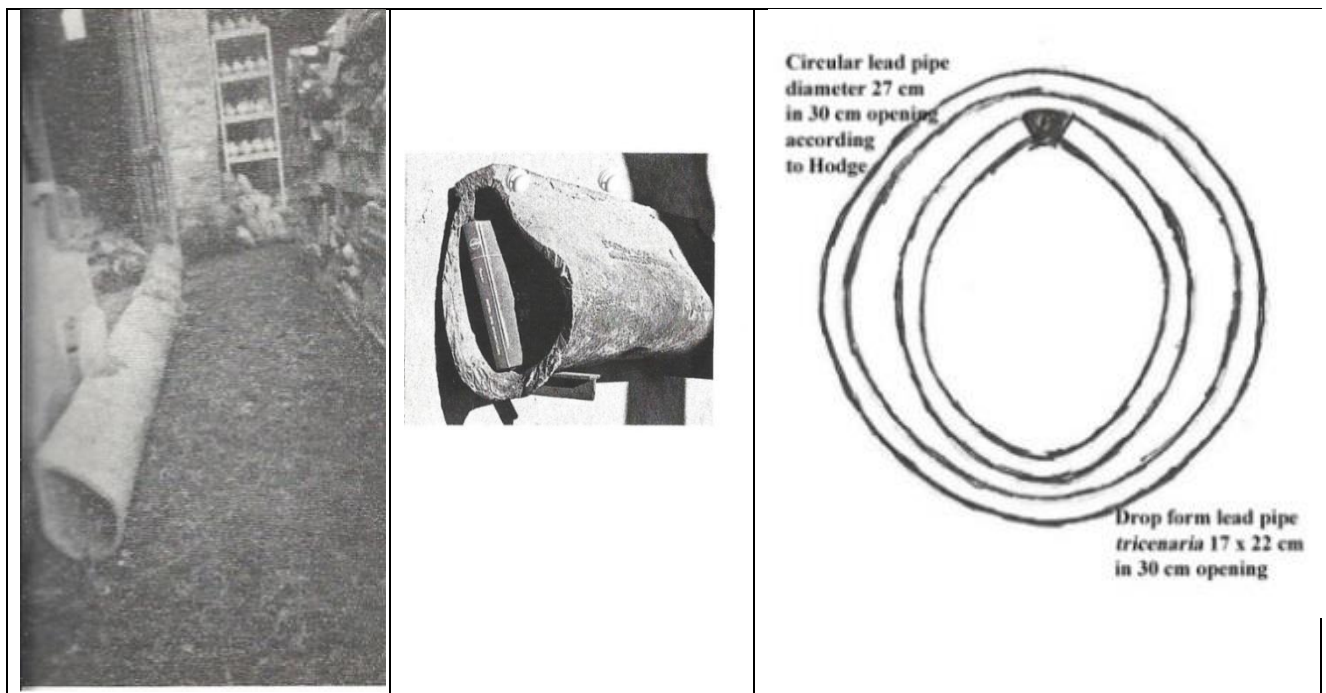 Circular lead pipe
diameter 27 cm
in 30 cm opening
according
to Hodge
Drop form lead pipe
tricenaria 17 x 22 cm
in 30 cm opening